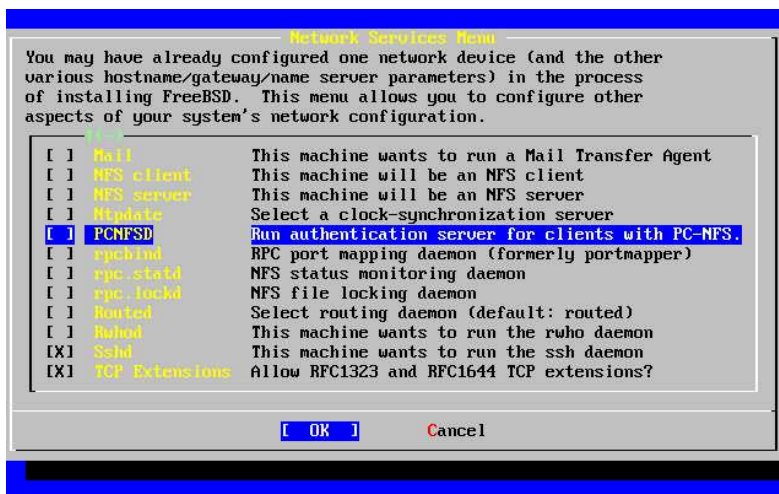 Network Services Menu
You may have already configured one network device (and the other
various hostname/gateway/name server parameters) in the process
of installing FreeBSD.  This menu allows you to configure other
aspects of your system's network configuration.
[ ] Mail This machine wants to run a Mail Transfer Agent
[ ] NFS client This machine will be an NFS client
[ ] NFS server This machine will be an NFS server
[ ] Ntpdate Select a clock-synchronization server
[ ] PCNFSD Run authentication server for clients with PC-NFS.
[ ] rpcbind RPC port mapping daemon (formerly portmapper)
[ ] rpc.statd NFS status monitoring daemon
[ ] rpc.lockd NFS file locking daemon
[ ] Routed Select routing daemon (default: routed)
[ ] Rwhod This machine wants to run the rwho daemon
[X] Sshd This machine wants to run the ssh daemon
[X] TCP Extensions Allow RFC1323 and RFC1644 TCP extensions?
[ OK ] Cancel